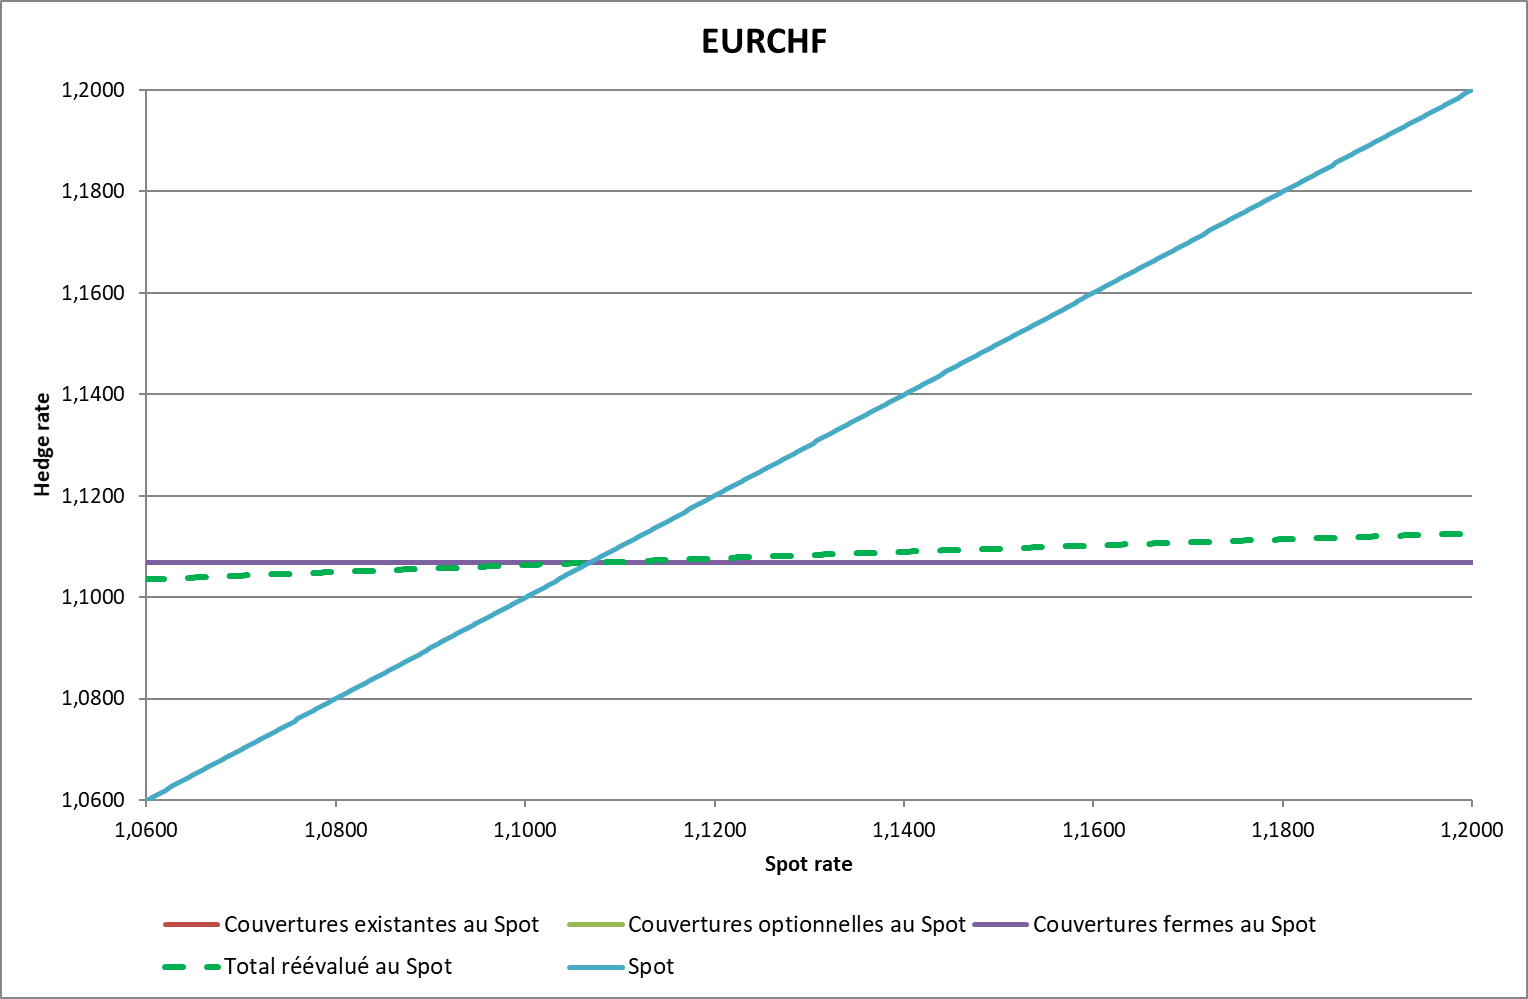 EURCHF
1,2000
1,1800
1,1600
1,1400
1,1200
1,1000
1,0800
1,0600
Hedge rate
1,0600 1,0800 1,1000 1,1200 1,1400 1,1600 1,1800 1,2000
Spot rate
Couvertures existantes au Spot Couvertures optionnelles au Spot Couvertures fermes au Spot
Total réévalué au Spot Spot